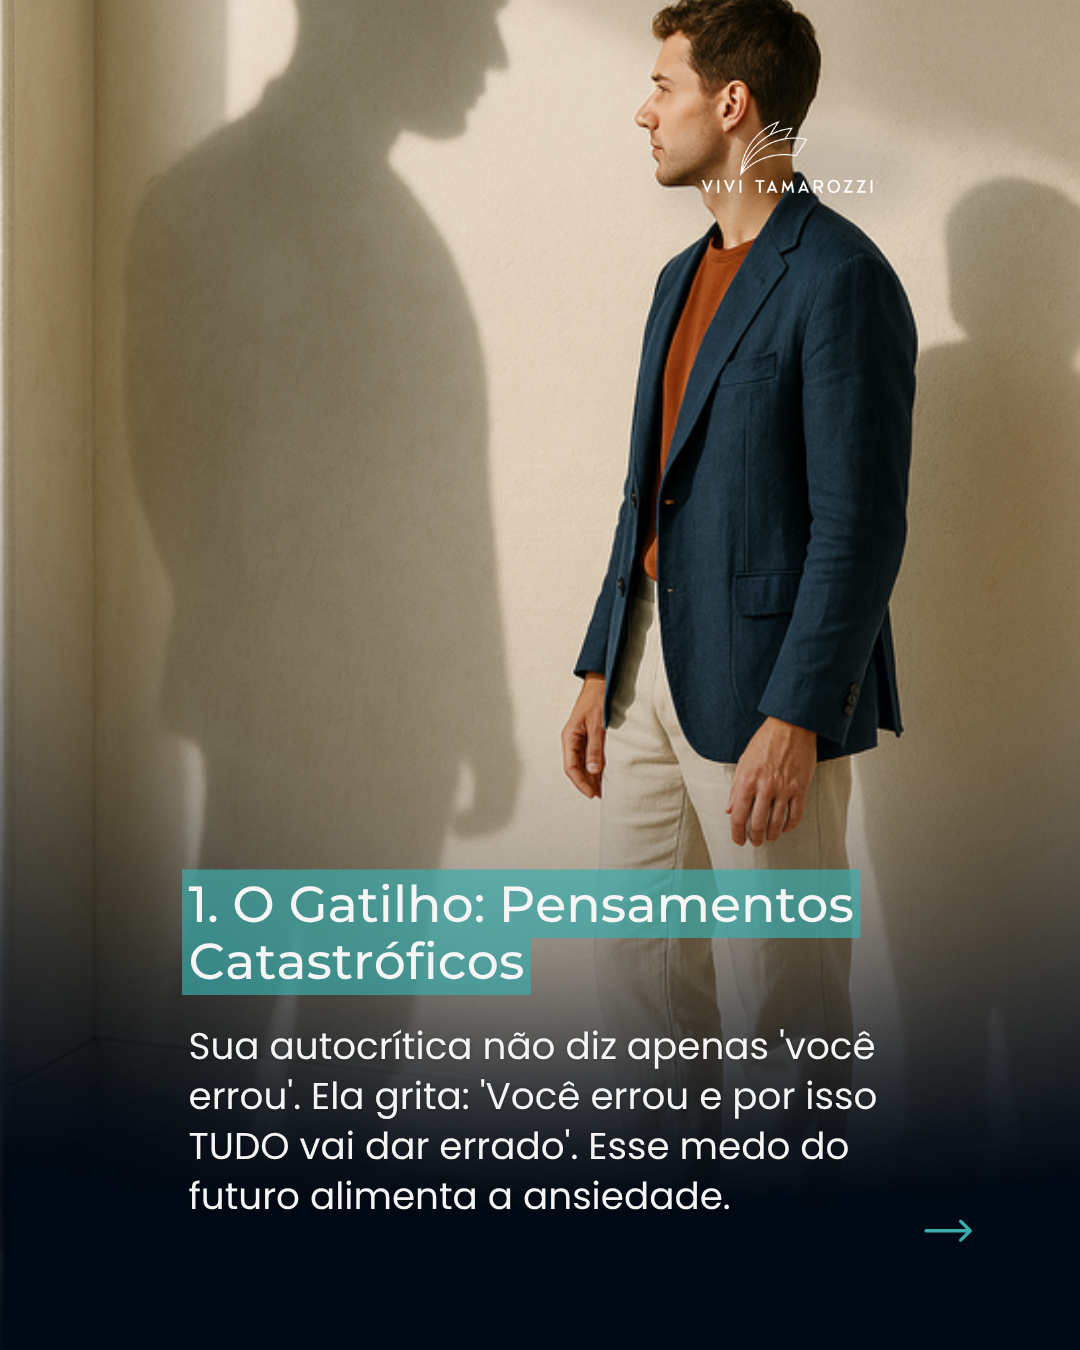 VIVI TAMAROZZI
1. O Gatilho: Pensamentos
Catastróficos
Sua autocrítica não diz apenas 'você
errou'. Ela grita: 'Você errou e por isso
TUDO vai dar errado'. Esse medo do
futuro alimenta a ansiedade.